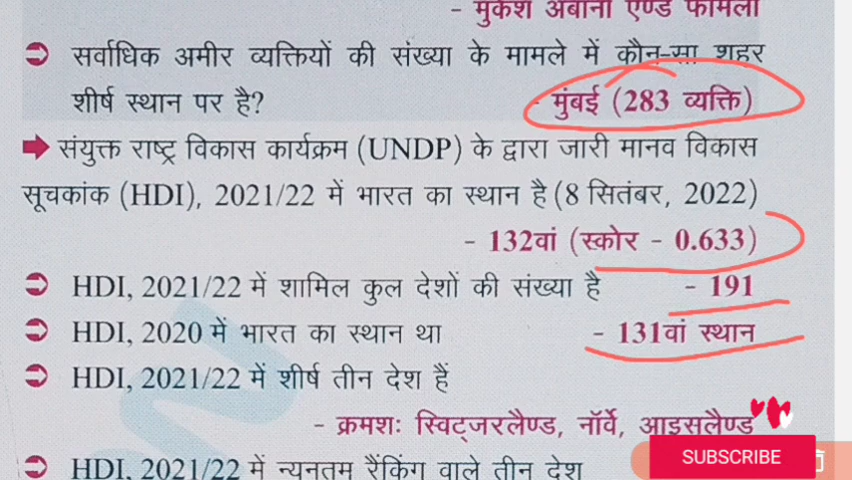 - मुकेश अंबानी एण्ड फैमिली
सर्वाधिक अमीर व्यक्तियों की संख्या के मामले में कौन-सा शहर
शीर्ष स्थान पर है? - मुंबई (283 व्यक्ति)
संयुक्त राष्ट्र विकास कार्यक्रम (UNDP) के द्वारा जारी मानव विकास
सूचकांक (HDI), 2021/22 में भारत का स्थान है (8 सितंबर, 2022)
- 132वां (स्कोर - 0.633)
HDI, 2021/22 में शामिल कुल देशों की संख्या है - 191
HDI, 2020 में भारत का स्थान था - 131वां स्थान
HDI, 2021/22 में शीर्ष तीन देश हैं
- क्रमशः स्विट्जरलैण्ड, नॉर्वे, आइसलैण्ड
SUBSCRIBE
HDI, 2021/22 में न्यूनतम रैंकिंग वाले तीन देश